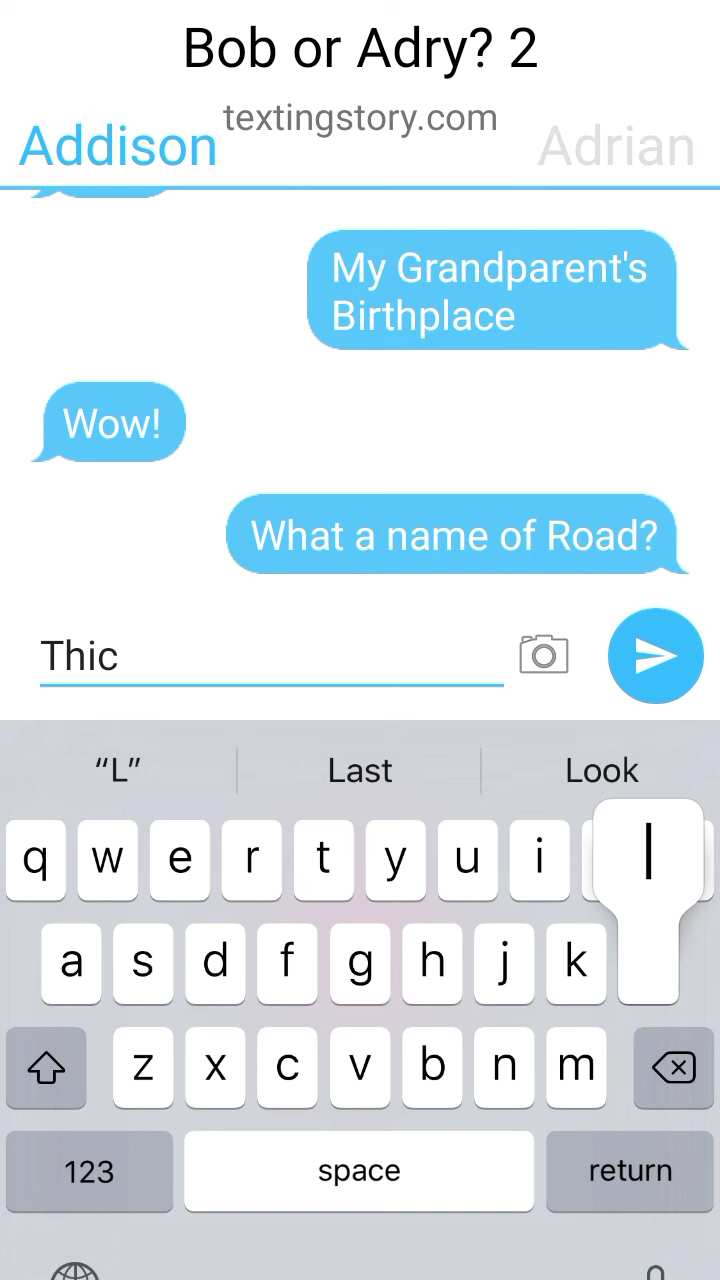 Bob or Adry? 2
textingstory.com
Addison
Adrian
My Grandparent's
Birthplace
Wow!
What a name of Road?
Thic
“L”
Last
Look
q w e r t y u i
l
a s d f g h j k
z x c v b n m
123
space
return